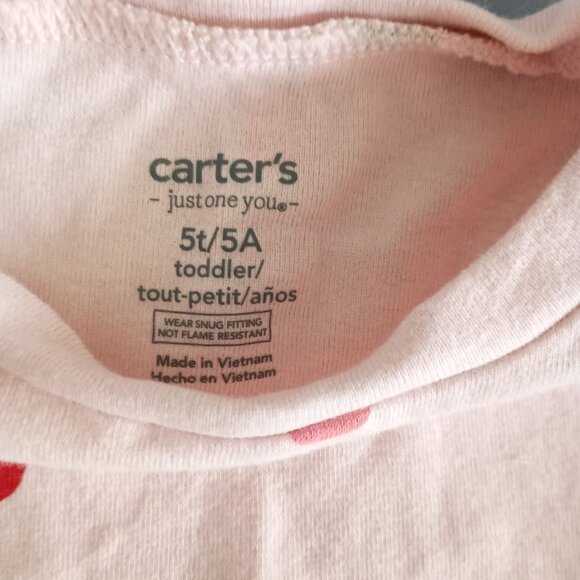 carter's
- just one you® -
5t/5A
toddler/
tout-petit/años
WEAR SNUG FITTING
NOT FLAME RESISTANT
Made in Vietnam
Hecho en Vietnam